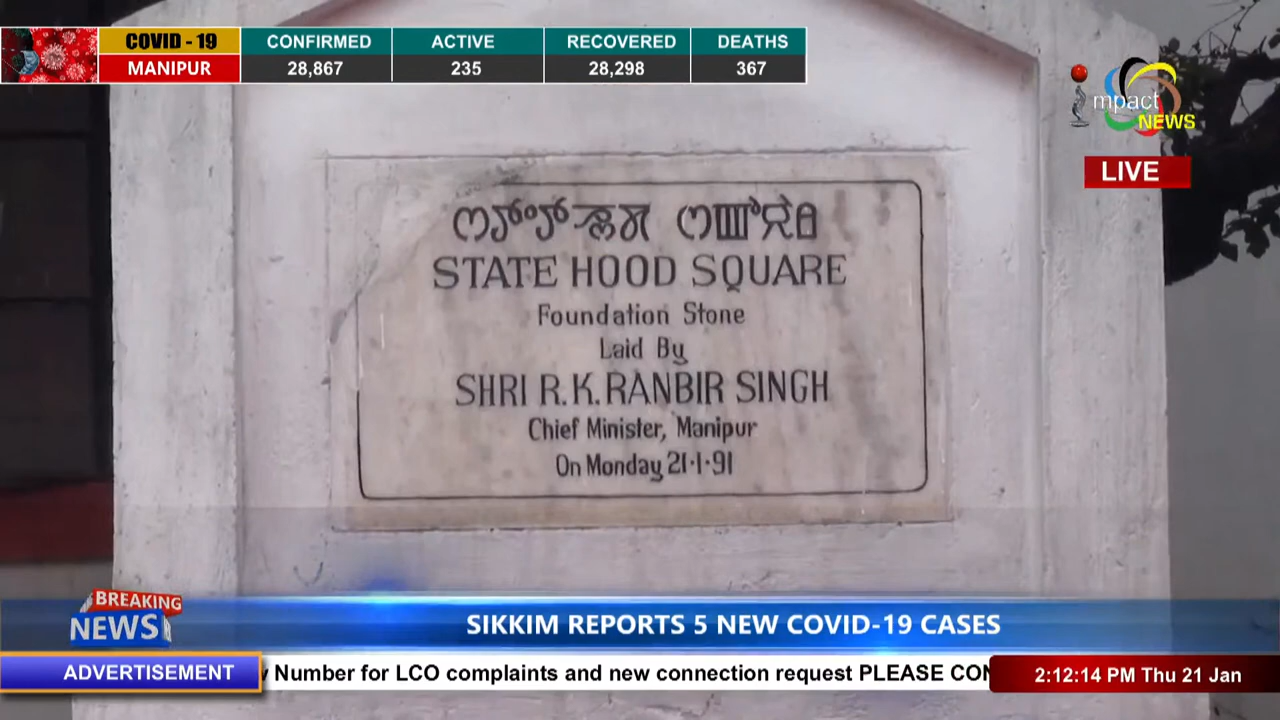 COVID - 19 CONFIRMED ACTIVE RECOVERED DEATHS
MANIPUR 28,867 235 28,298 367
impact
NEWS
LIVE
STATE HOOD SQUARE
Foundation Stone
Laid By
SHRI R.K.RANBIR SINGH
Chief Minister, Manipur
On Monday 21·1·91
BREAKING
NEWS
SIKKIM REPORTS 5 NEW COVID-19 CASES
ADVERTISEMENT
Number for LCO complaints and new connection request PLEASE
2:12:14 PM Thu 21 Jan